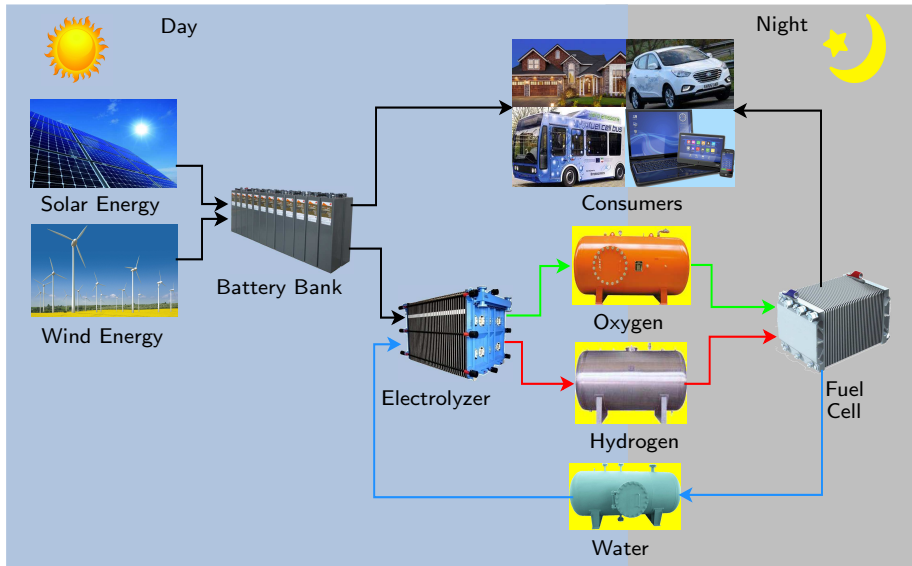 Day
Night
Solar Energy
Consumers
Battery Bank
Wind Energy
Oxygen
Electrolyzer
Fuel
Cell
Hydrogen
Water